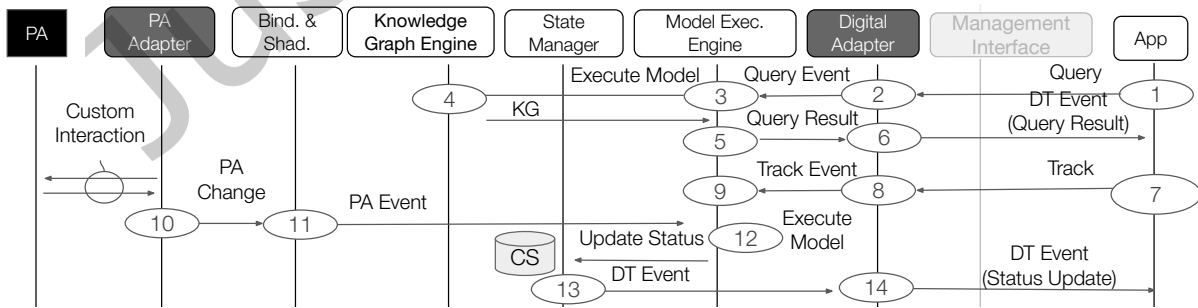 PA
PA
Adapter
Bind. &
Shad.
Knowledge
Graph Engine
State
Manager
Model Exec.
Engine
Digital
Adapter
Management
Interface
App
Execute Model
Query Event
Query
4
3
2
1
DT Event
(Query Result)
KG
Custom
Interaction
Query Result
5
6
PA
Change
Track Event
Track
9
8
7
10
11
PA Event
12
Execute
Model
Update Status
CS
DT Event
13
14
DT Event
(Status Update)
Jus